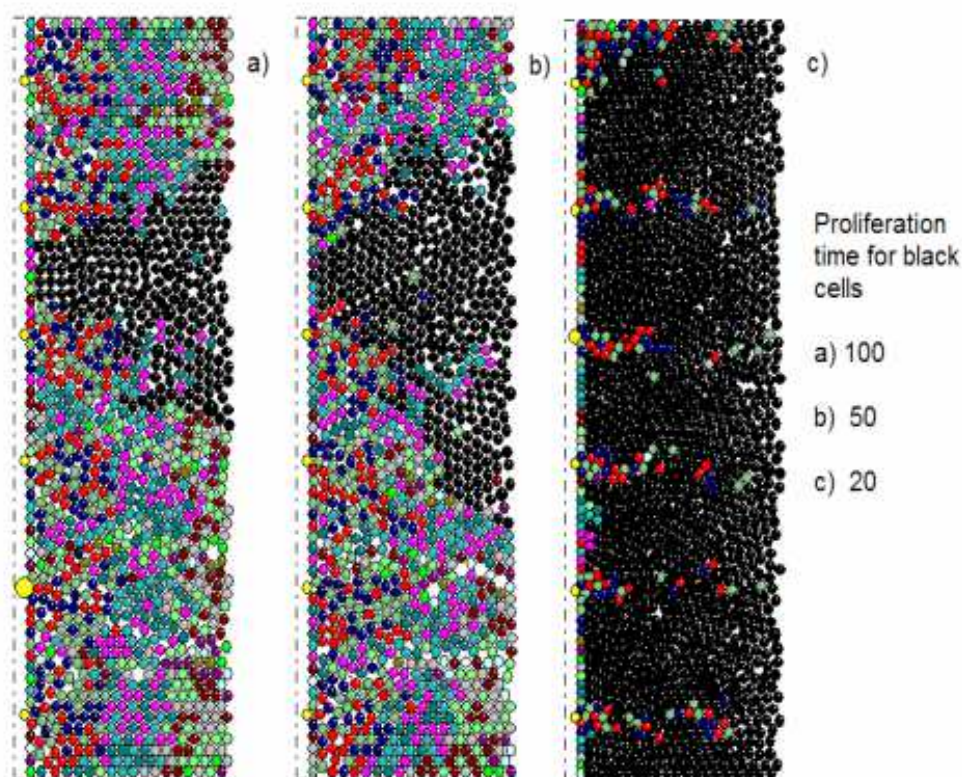 a)
b)
c)
Proliferation
time for black
cells
a) 100
b) 50
c) 20